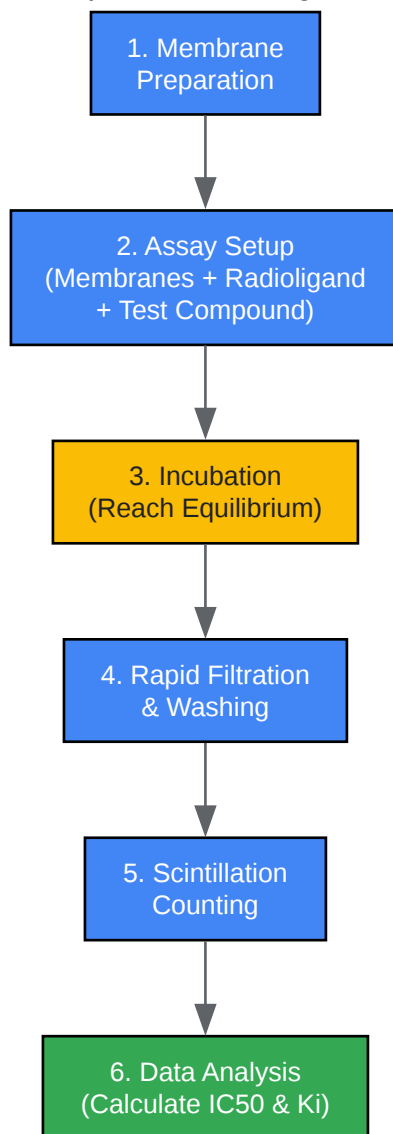 1. Membrane
Preparation
2. Assay Setup
(Membranes + Radioligand
+ Test Compound)
3. Incubation
(Reach Equilibrium)
4. Rapid Filtration
& Washing
5. Scintillation
Counting
6. Data Analysis
(Calculate IC50 & Ki)